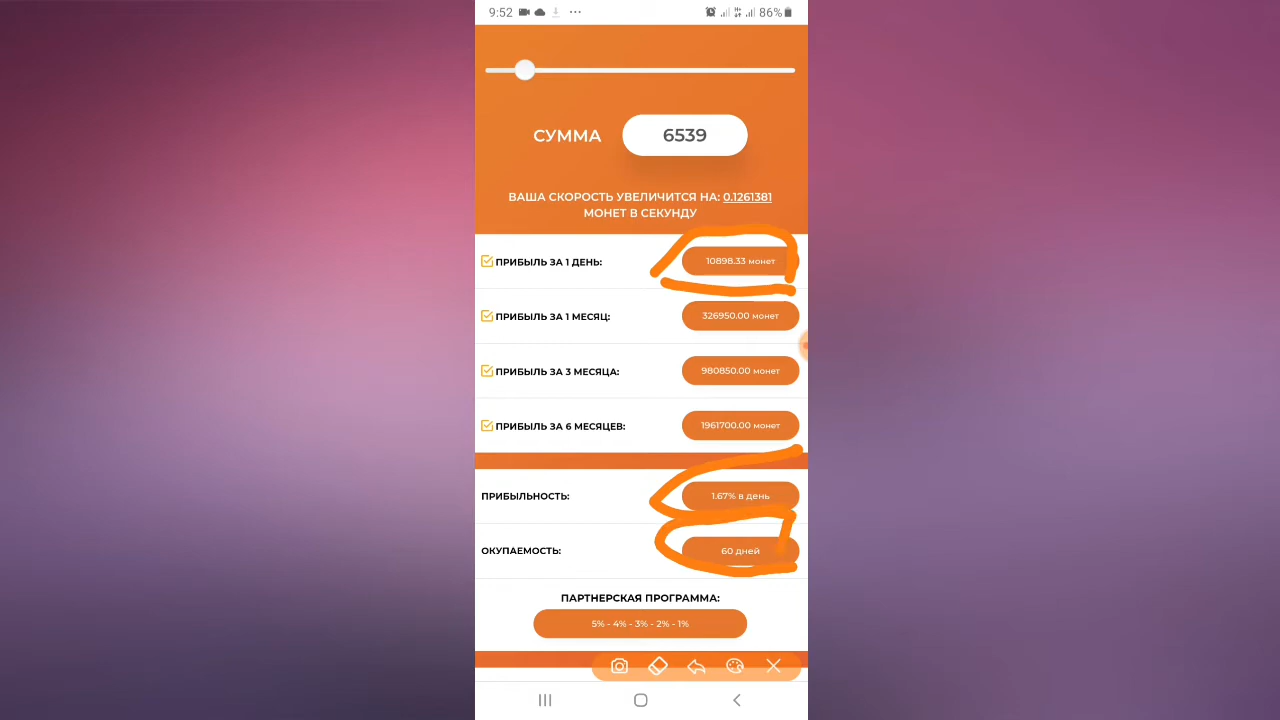 9:52 86%
СУММА 6539
ВАША СКОРОСТЬ УВЕЛИЧИТСЯ НА: 0.1261381
МОНЕТ В СЕКУНДУ
ПРИБЫЛЬ ЗА 1 ДЕНЬ: 10898.33 монет
ПРИБЫЛЬ ЗА 1 МЕСЯЦ: 326950.00 монет
ПРИБЫЛЬ ЗА 3 МЕСЯЦА: 980850.00 монет
ПРИБЫЛЬ ЗА 6 МЕСЯЦЕВ: 1961700.00 монет
ПРИБЫЛЬНОСТЬ: 1.67% в день
ОКУПАЕМОСТЬ: 60 дней
ПАРТНЕРСКАЯ ПРОГРАММА:
5% - 4% - 3% - 2% - 1%